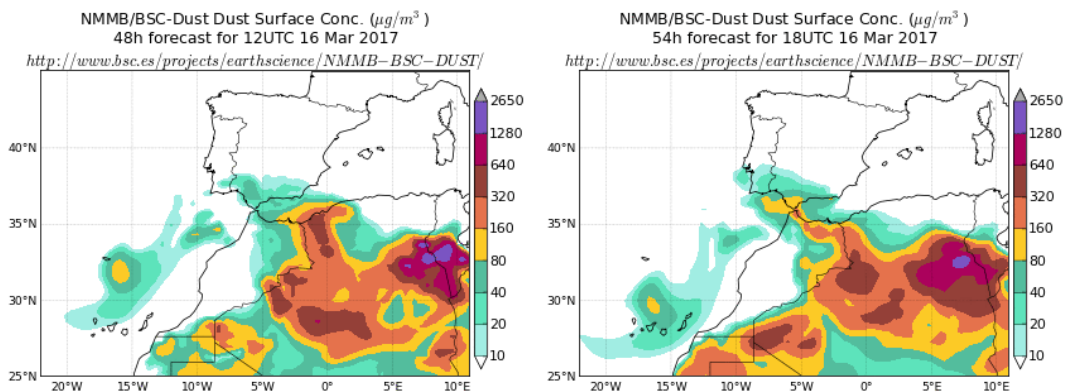 NMMB/BSC-Dust Dust Surface Conc. (μg/m³)
48h forecast for 12UTC 16 Mar 2017
http://www.bsc.es/projects/earthscience/NMMB-BSC-DUST/
40°N
35°N
30°N
25°N
20°W
15°W
10°W
5°W
0°
5°E
10°E
2650
1280
640
320
160
80
40
20
10
NMMB/BSC-Dust Dust Surface Conc. (μg/m³)
54h forecast for 18UTC 16 Mar 2017
http://www.bsc.es/projects/earthscience/NMMB-BSC-DUST/
40°N
35°N
30°N
25°N
20°W
15°W
10°W
5°W
0°
5°E
10°E
2650
1280
640
320
160
80
40
20
10